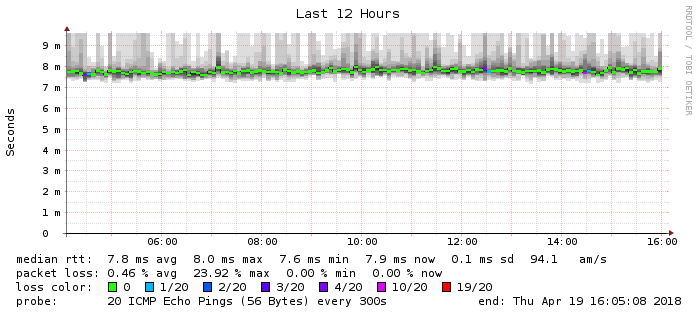 Last 12 Hours
RRDTOOL / TOBI OETIKER
Seconds
9 m
8 m
7 m
6 m
5 m
4 m
3 m
2 m
1 m
0
06:00 08:00 10:00 12:00 14:00 16:00
median rtt: 7.8 ms avg 8.0 ms max 7.6 ms min 7.9 ms now 0.1 ms sd 94.1 am/s
packet loss: 0.46 % avg 23.92 % max 0.00 % min 0.00 % now
loss color: 0 1/20 2/20 3/20 4/20 10/20 19/20
probe: 20 ICMP Echo Pings (56 Bytes) every 300s end: Thu Apr 19 16:05:08 2018